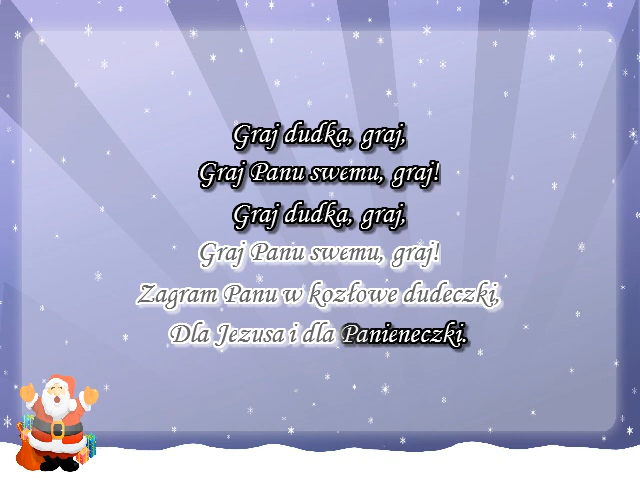 Graj dudka, graj,
Graj Panu swemu, graj!
Graj dudka, graj,
Graj Panu swemu, graj!
Zagram Panu w kozłowe dudeczki,
Dla Jezusa i dla Panieneczki.